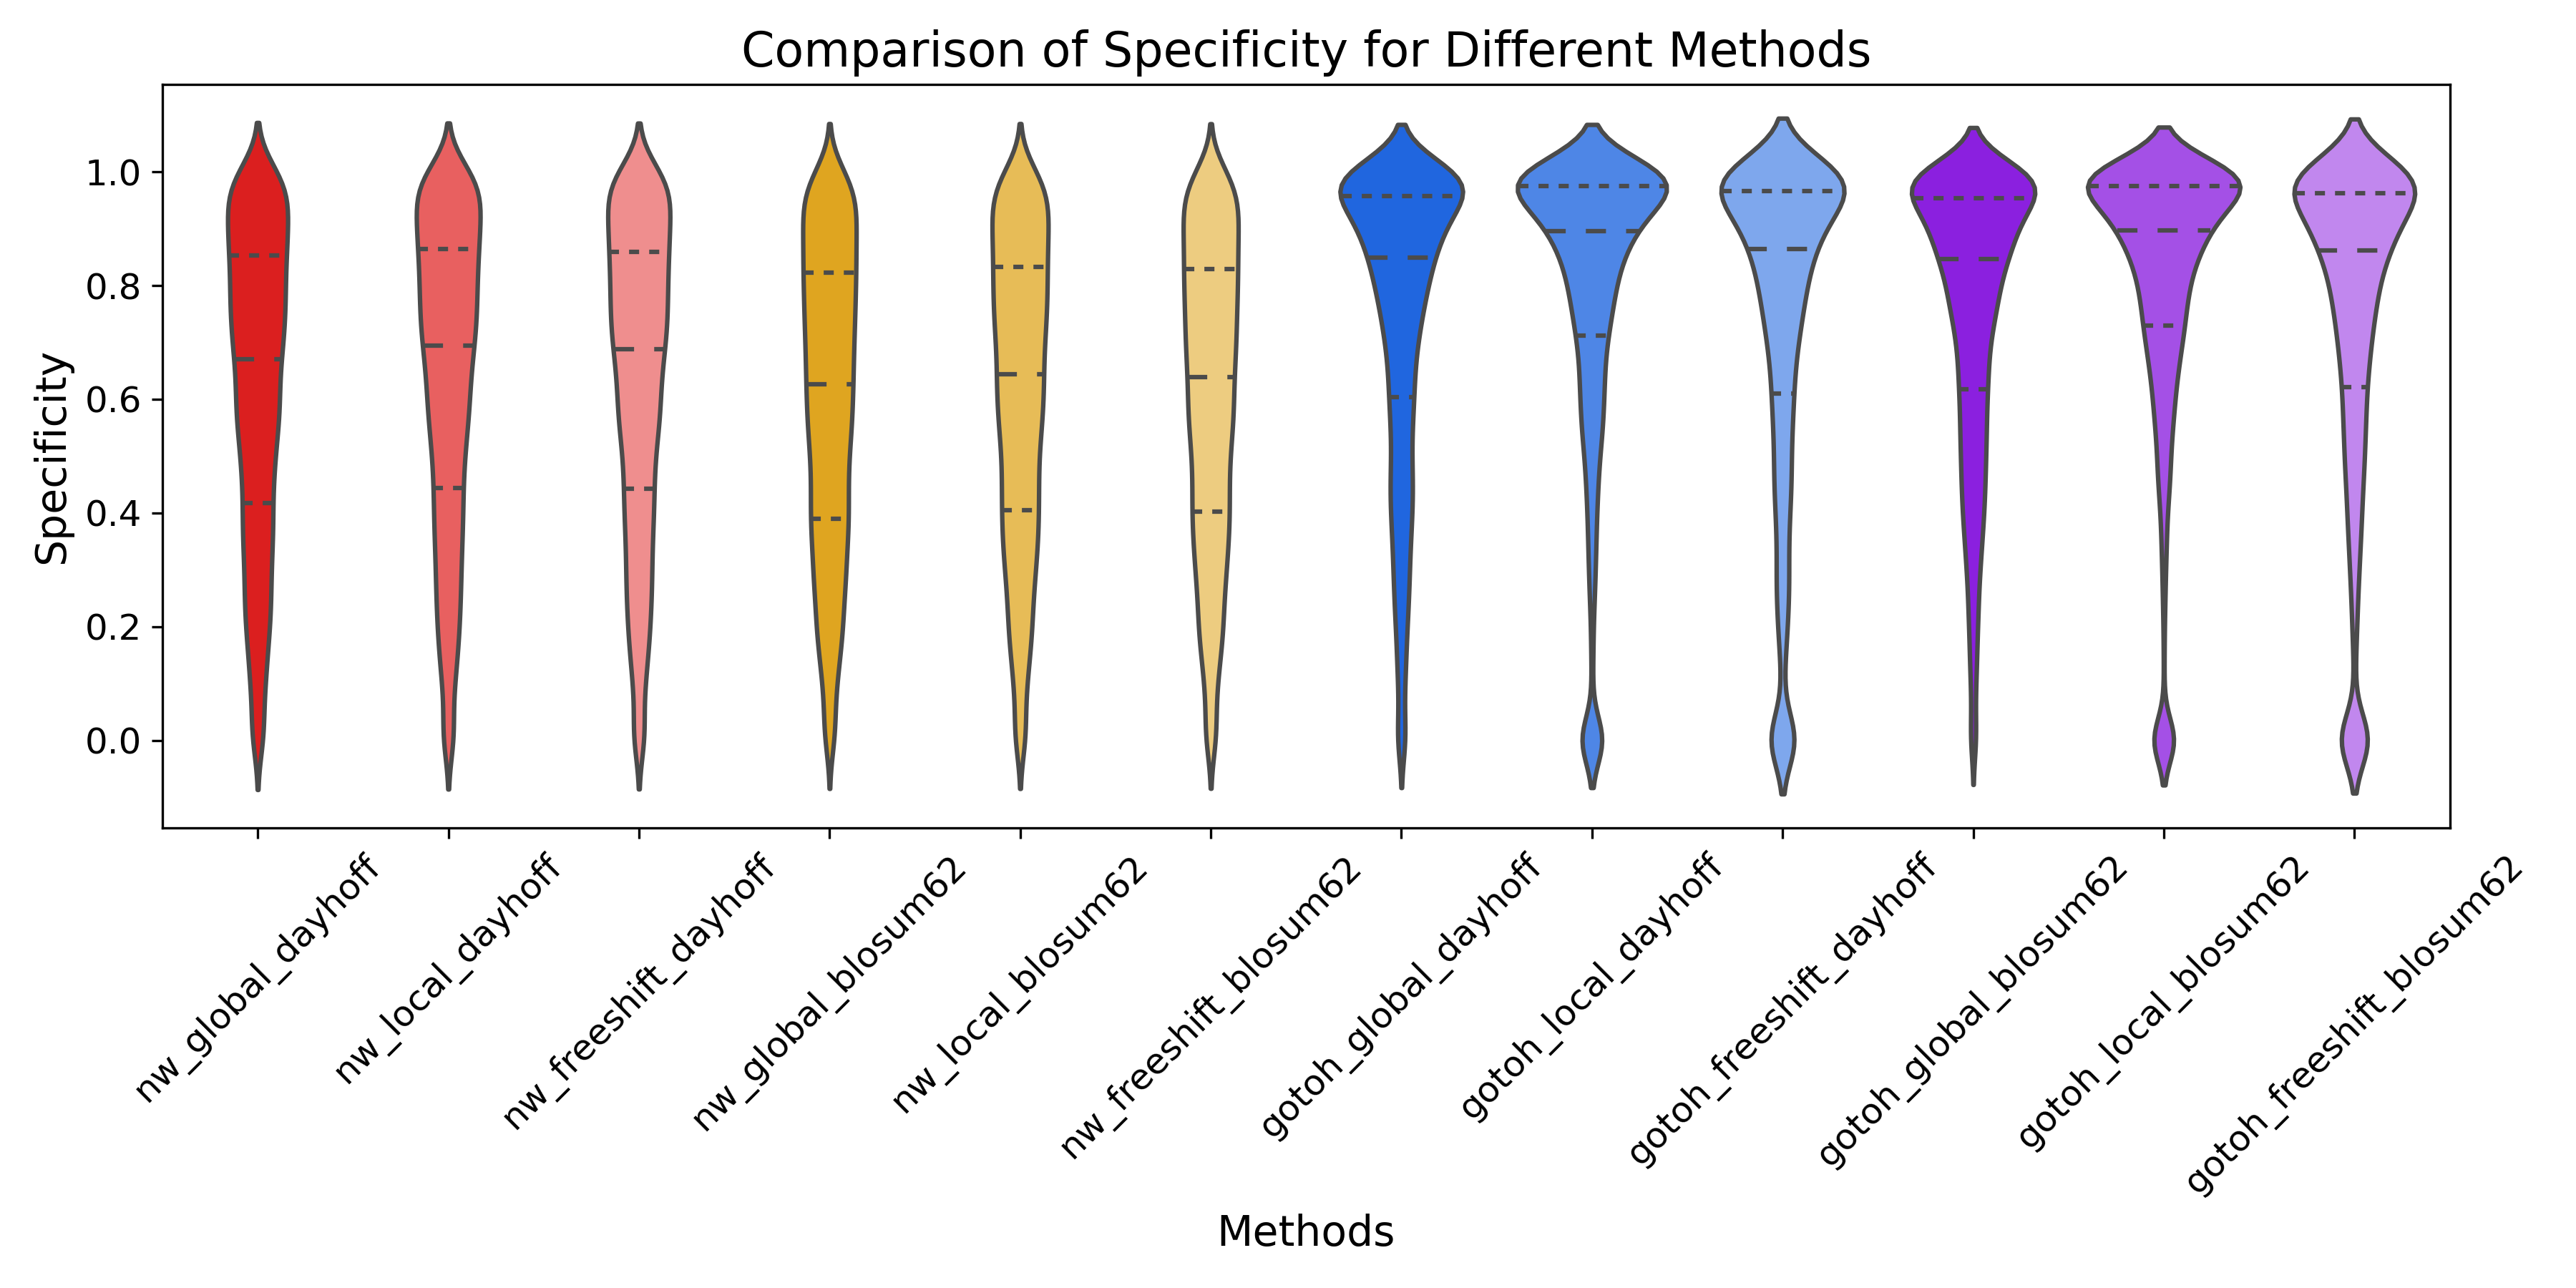 Comparison of Specificity for Different Methods
Specificity
1.0
0.8
0.6
0.4
0.2
0.0
nw_global_dayhoff
nw_local_dayhoff
nw_freeshift_dayhoff
nw_global_blosum62
nw_local_blosum62
nw_freeshift_blosum62
gotoh_global_dayhoff
gotoh_local_dayhoff
gotoh_freeshift_dayhoff
gotoh_global_blosum62
gotoh_local_blosum62
gotoh_freeshift_blosum62
Methods